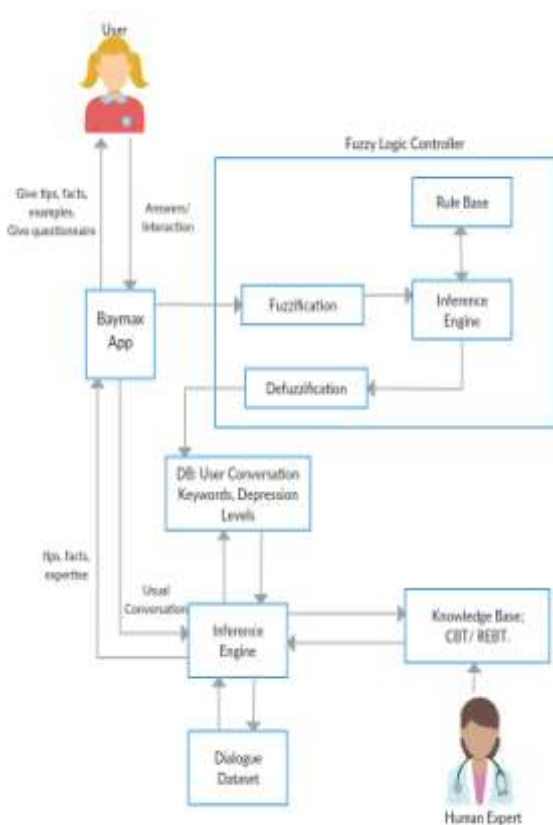 User
Fuzzy Logic Controller
Give tips, facts,
examples.
Give questionnaire
Answers/
Interaction
Rule Base
Baymax
App
Fuzzification
Inference
Engine
Defuzzification
DB: User Conversation
Keywords, Depression
Levels
tips, facts,
expertise
Usual
Conversation
Inference
Engine
Knowledge Base;
CBT/ REBT.
Dialogue
Dataset
Human Expert